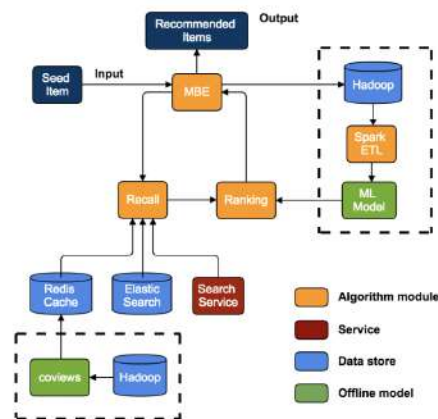 Recommended
Items
Output
Seed
Item
Input
MBE
Hadoop
Spark
ETL
ML
Model
Recall
Ranking
Redis
Cache
Elastic
Search
Search
Service
coviews
Hadoop
Algorithm module
Service
Data store
Offline model